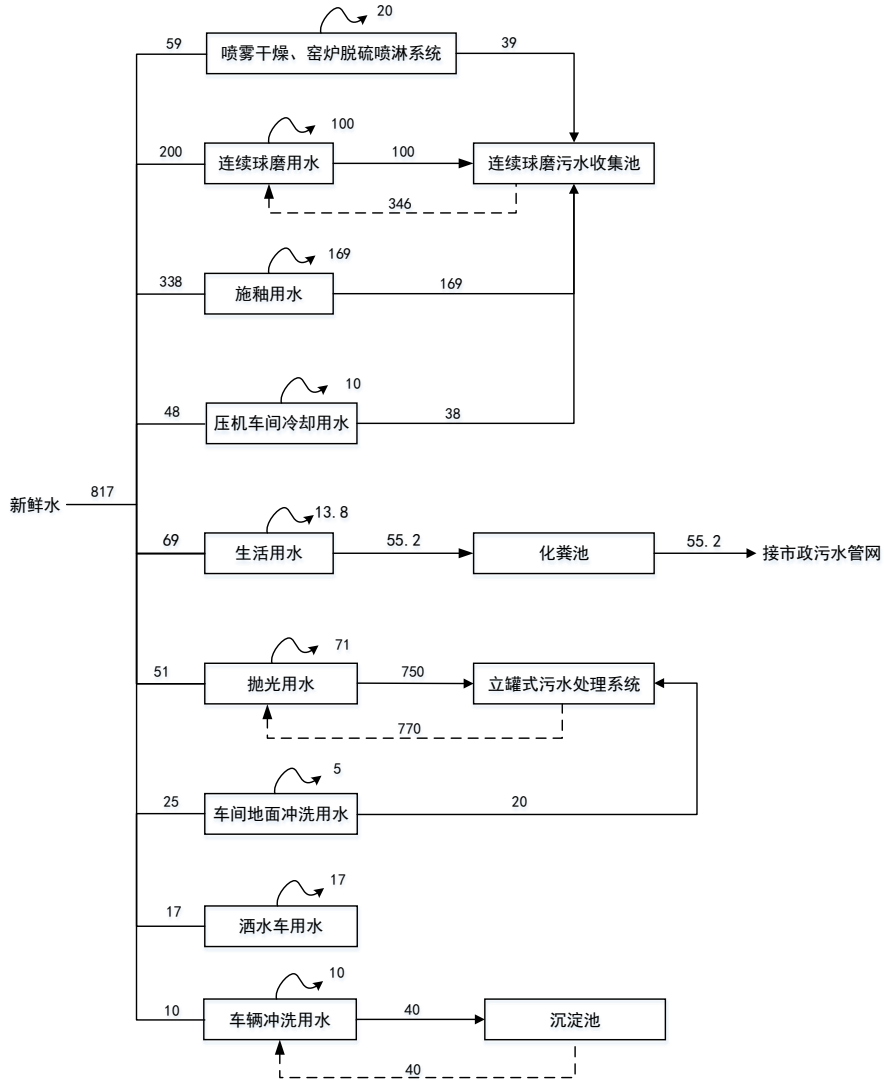 20
59
喷雾干燥、窑炉脱硫喷淋系统
39
100
200
连续球磨用水
100
连续球磨污水收集池
346
169
338
施釉用水
169
10
48
压机车间冷却用水
38
新鲜水
817
13.8
69
生活用水
55.2
化粪池
55.2
接市政污水管网
71
51
抛光用水
750
立罐式污水处理系统
770
5
25
车间地面冲洗用水
20
17
17
洒水车用水
10
10
车辆冲洗用水
40
沉淀池
40